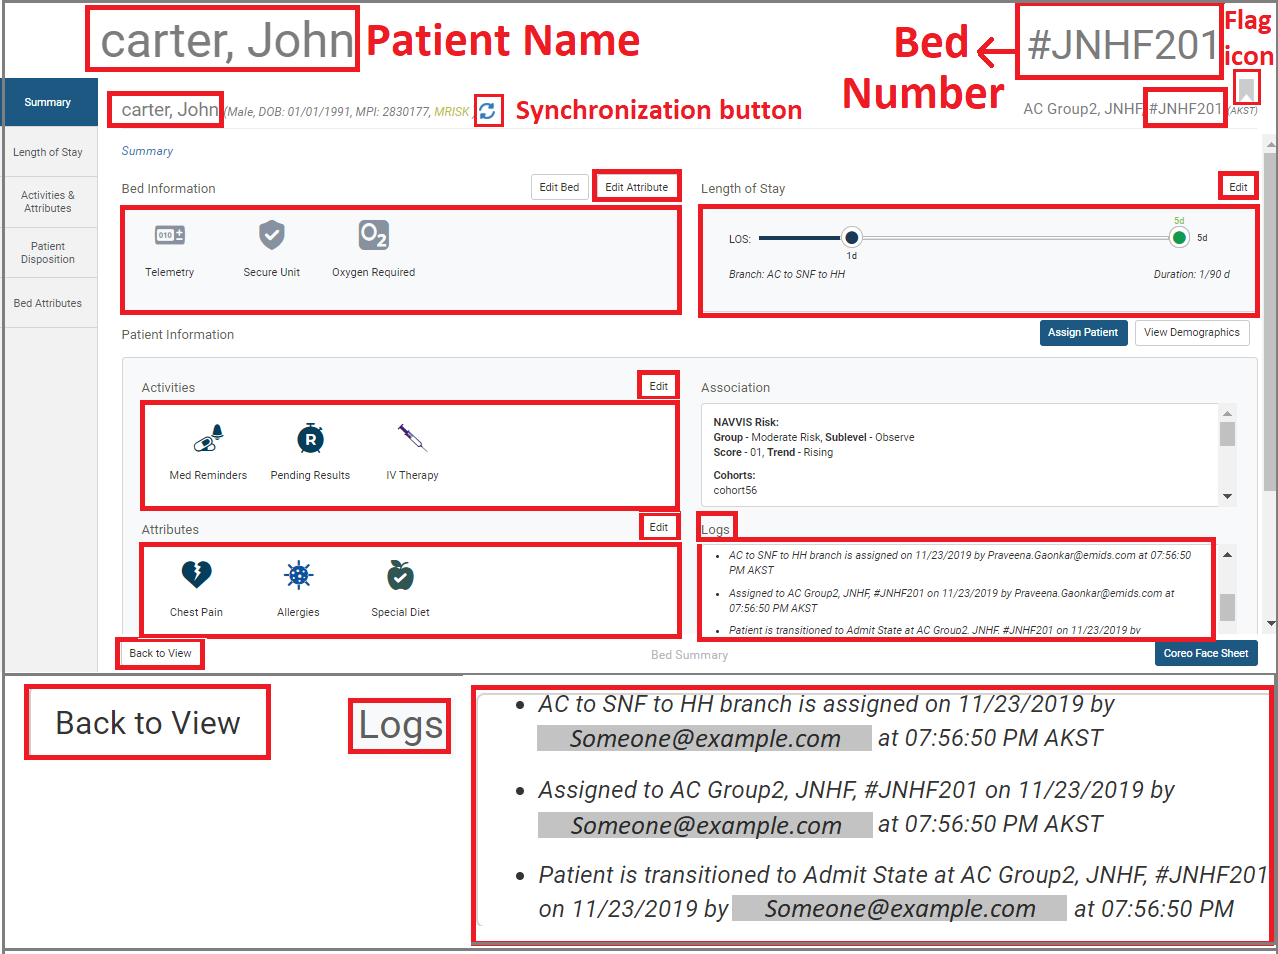 carter, John Patient Name
Bed Number
#JNHF201
Flag icon
Summary
carter, John (Male, DOB: 01/01/1991, MPI: 2830177, MRISK )
Synchronization button
AC Group2, JNHF, #JNHF201 (AKST)
Length of Stay
Activities & Attributes
Patient Disposition
Bed Attributes
Summary
Bed Information
Edit Bed
Edit Attribute
Telemetry
Secure Unit
Oxygen Required
Length of Stay
Edit
LOS:
1d
5d
5d
Branch: AC to SNF to HH
Duration: 1/90 d
Patient Information
Assign Patient
View Demographics
Activities
Edit
Med Reminders
Pending Results
IV Therapy
Association
NAVVIS Risk:
Group - Moderate Risk, Sublevel - Observe
Score - 01, Trend - Rising
Cohorts:
cohort56
Attributes
Edit
Chest Pain
Allergies
Special Diet
Logs
• AC to SNF to HH branch is assigned on 11/23/2019 by Praveena.Gaonkar@emids.com at 07:56:50
PM AKST
• Assigned to AC Group2, JNHF, #JNHF201 on 11/23/2019 by Praveena.Gaonkar@emids.com at
07:56:50 PM AKST
• Patient is transitioned to Admit State at AC Group2, JNHF, #JNHF201 on 11/23/2019 by
Back to View
Bed Summary
Coreo Face Sheet
Back to View
Logs
• AC to SNF to HH branch is assigned on 11/23/2019 by
Someone@example.com at 07:56:50 PM AKST
• Assigned to AC Group2, JNHF, #JNHF201 on 11/23/2019 by
Someone@example.com at 07:56:50 PM AKST
• Patient is transitioned to Admit State at AC Group2, JNHF, #JNHF201
on 11/23/2019 by Someone@example.com at 07:56:50 PM